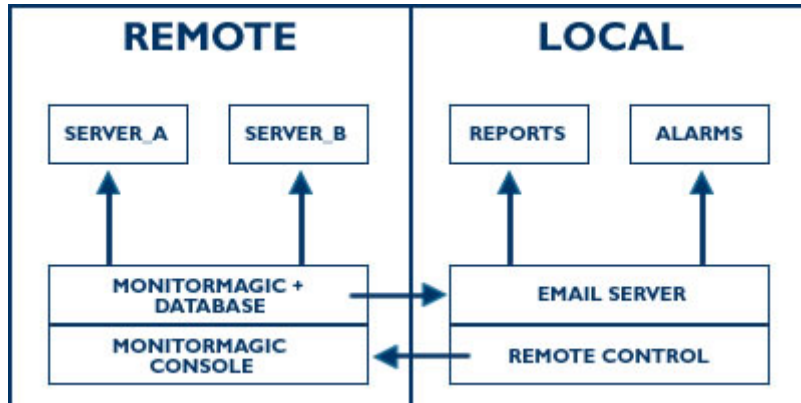 REMOTE
LOCAL
SERVER_A
SERVER_B
REPORTS
ALARMS
MONITORMAGIC +
DATABASE
EMAIL SERVER
MONITORMAGIC
CONSOLE
REMOTE CONTROL